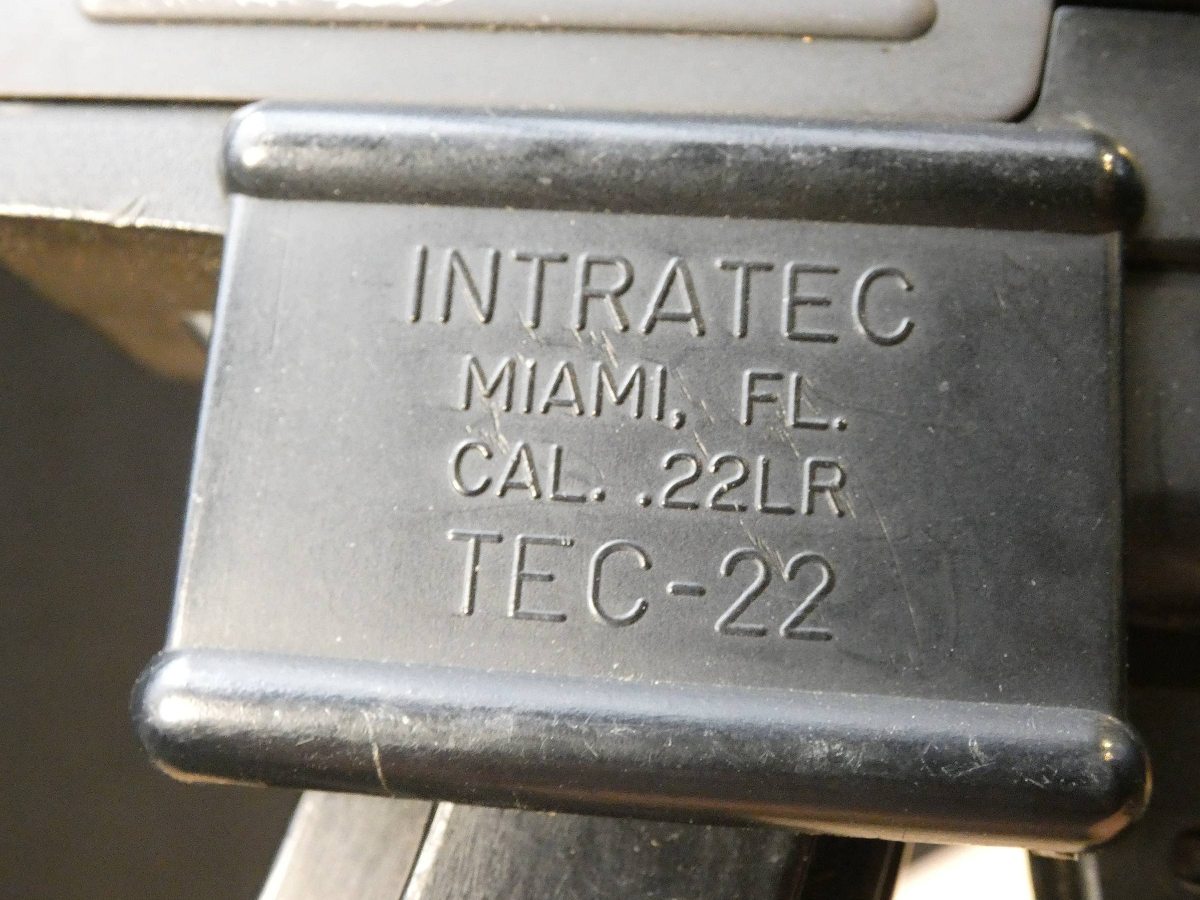 INTRATEC
MIAMI, FL.
CAL. .22LR
TEC-22